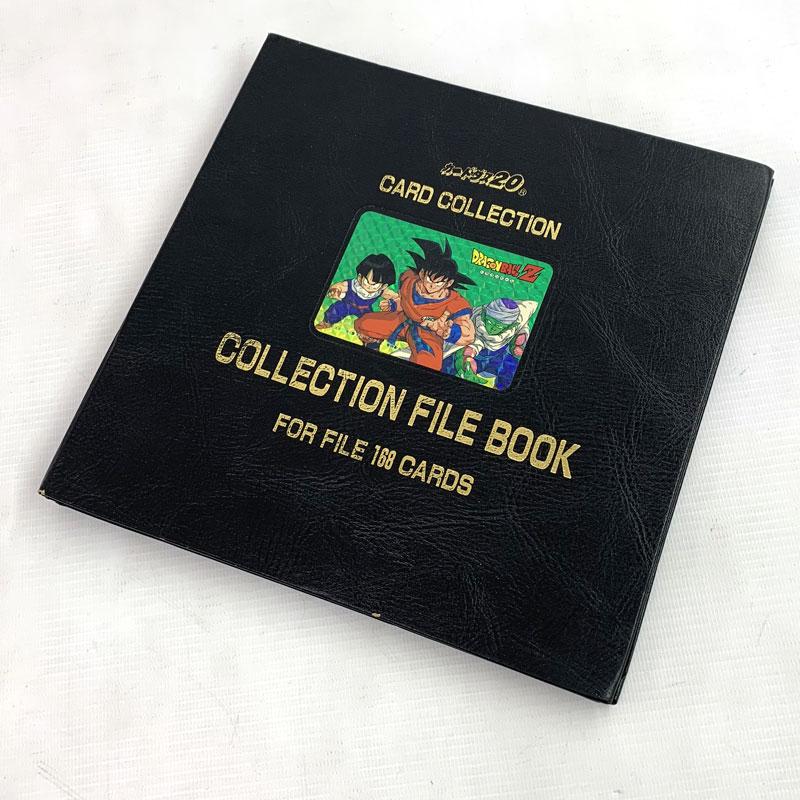 カードダス20®
CARD COLLECTION
DRAGON BALL Z
COLLECTION FILE BOOK
FOR FILE 168 CARDS